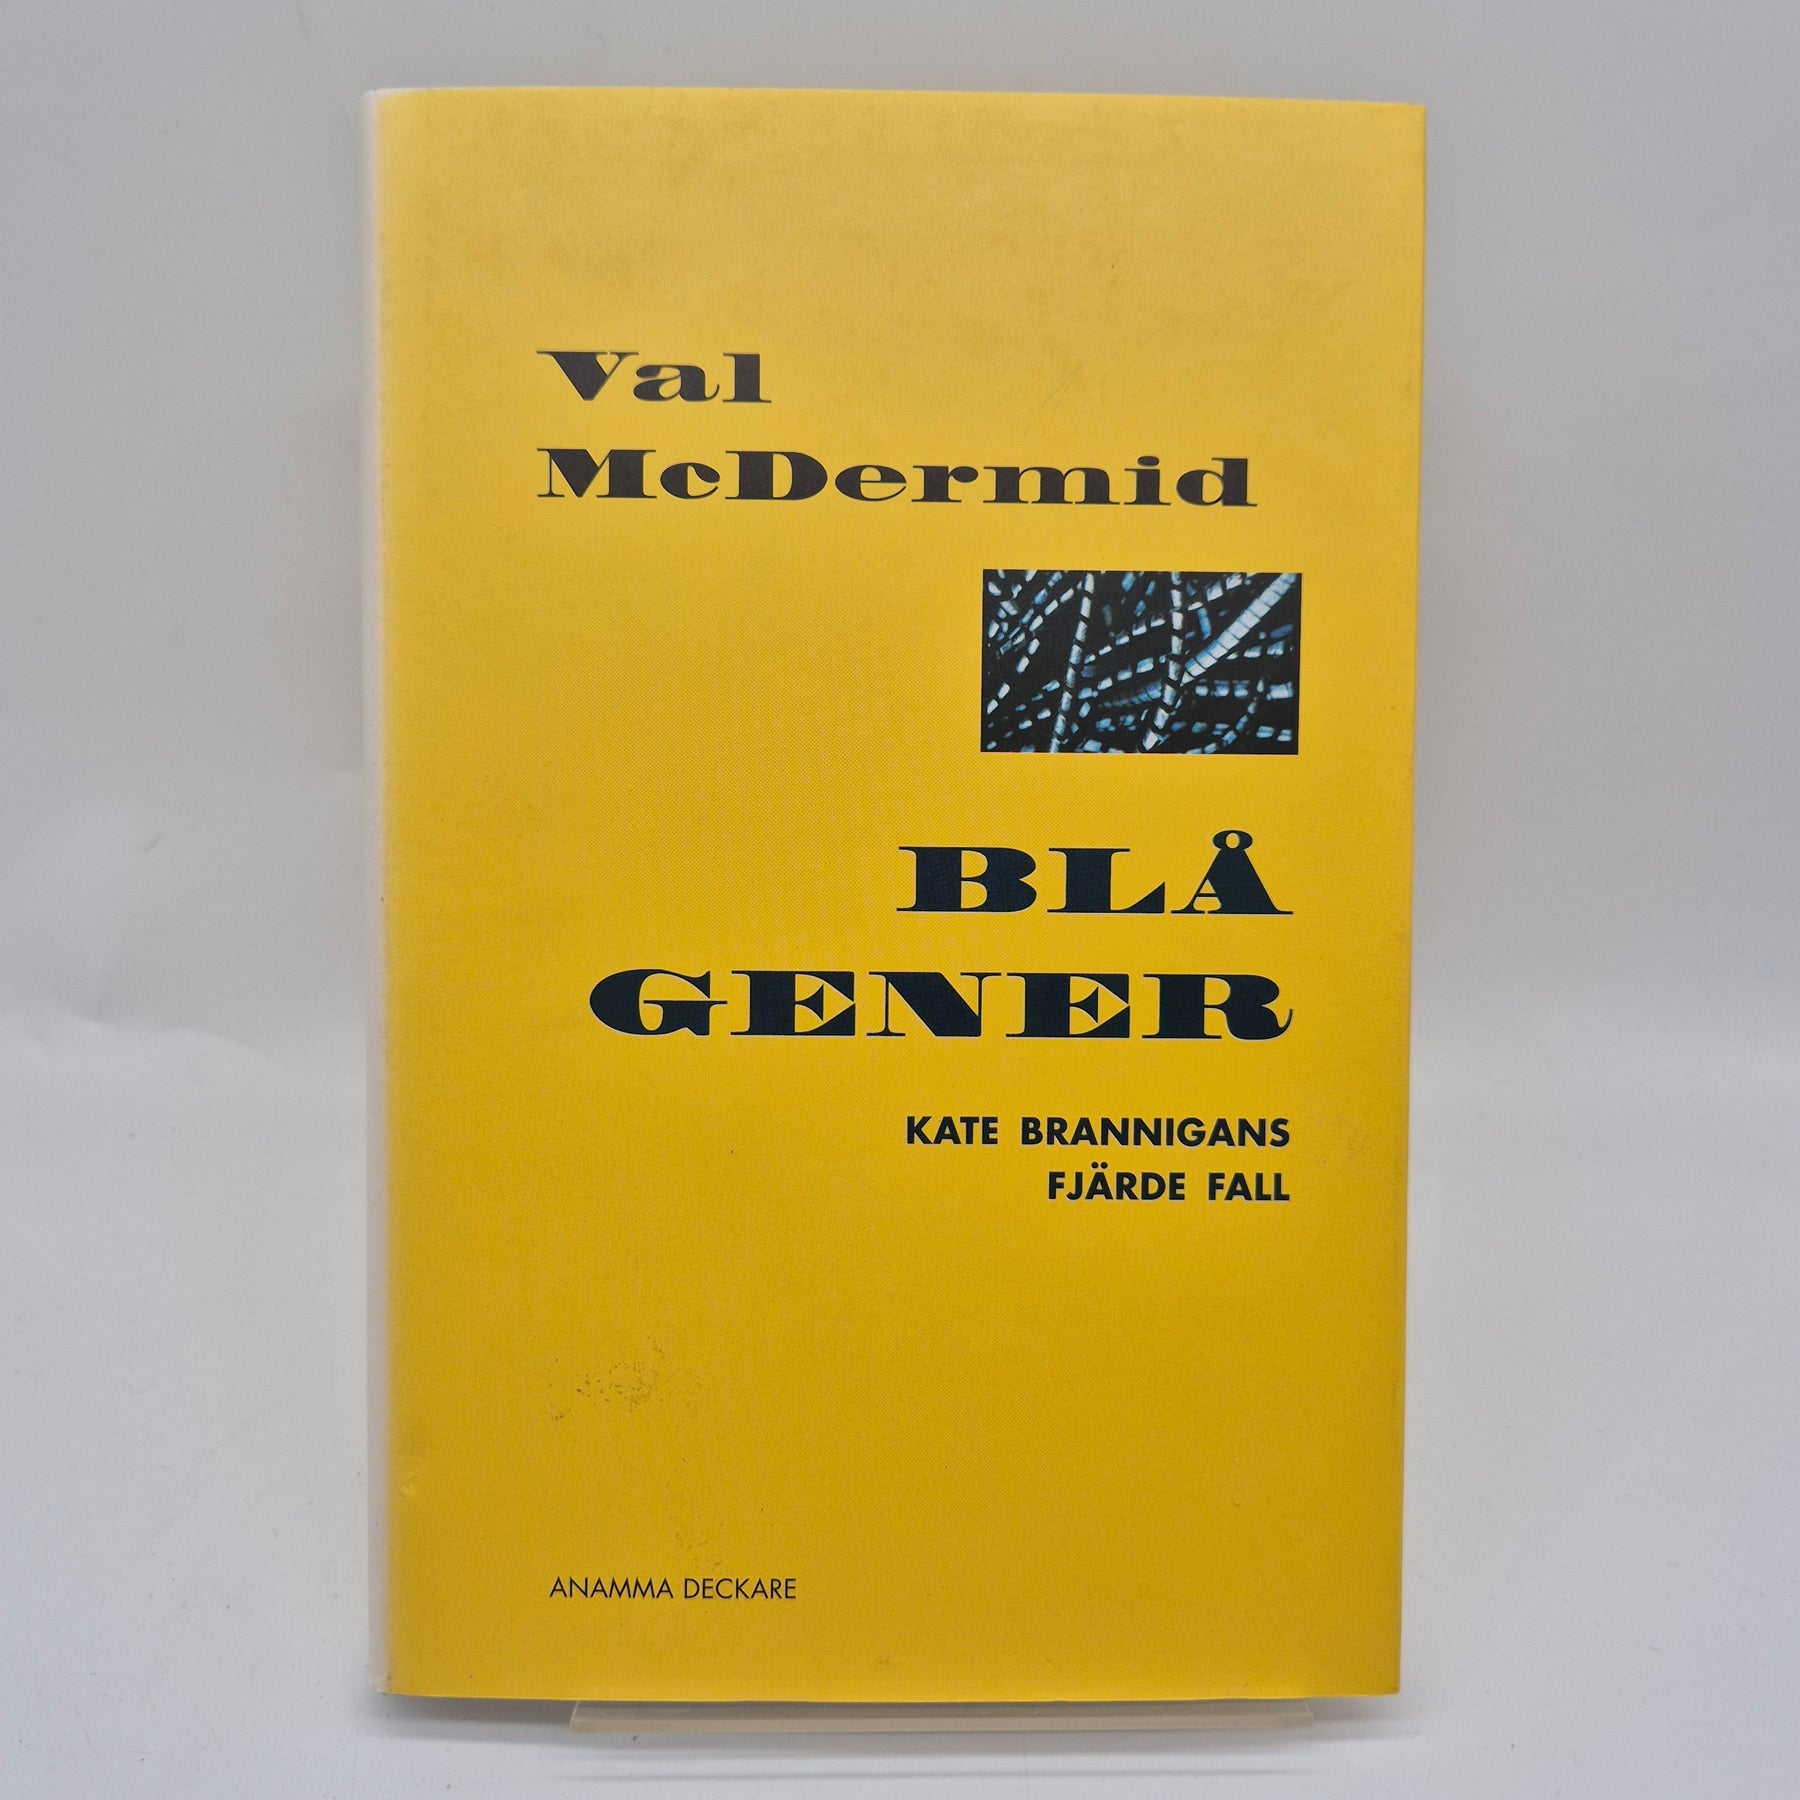 Val
McDermid
BLÅ
GENER
KATE BRANNIGANS
FJÄRDE FALL
ANAMMA DECKARE